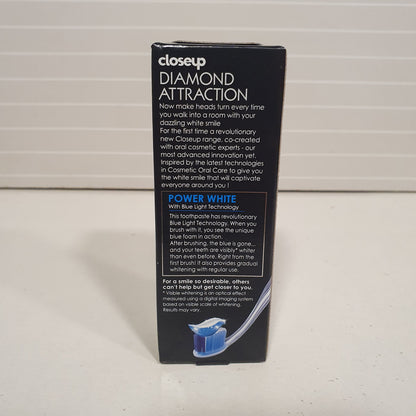 closeup
DIAMOND
ATTRACTION
Now make heads turn every time
you walk into a room with your
dazzling white smile
For the first time a revolutionary
new Closeup range, co-created
with oral cosmetic experts - our
most advanced innovation yet.
Inspired by the latest technologies
in Cosmetic Oral Care to give you
the white smile that will captivate
everyone around you !
POWER WHITE
With Blue Light Technology
This toothpaste has revolutionary
Blue Light Technology. When you
brush with it, you see the unique
blue foam in action.
After brushing, the blue is gone...
and your teeth are visibly* whiter
than even before. Right from the
first brush! It also provides gradual
whitening with regular use.
For a smile so desirable, others
can't help but get closer to you.
* Visible whitening is an optical effect
measured using a digital imaging system
based on visible scale of whitening.
Results may vary.